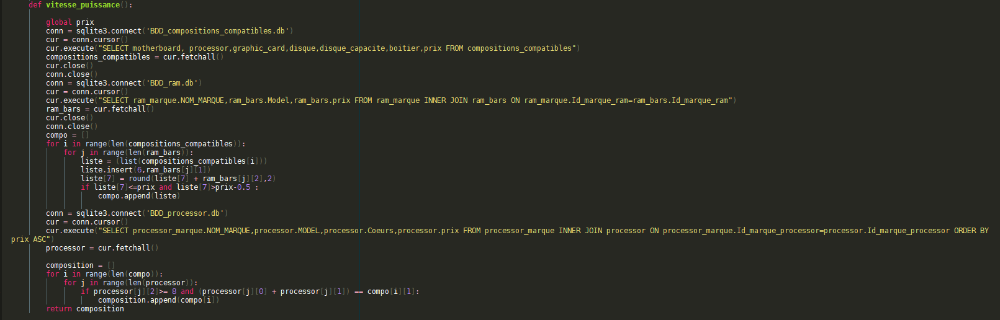 def vitesse_puissance():
global prix
conn = sqlite3.connect('BDD_compositions_compatibles.db')
cur = conn.cursor()
cur.execute("SELECT motherboard, processor,graphic_card,disque,disque_capacite,boitier,prix FROM compositions_compatibles")
compositions_compatibles = cur.fetchall()
cur.close()
conn.close()
conn = sqlite3.connect('BDD_ram.db')
cur = conn.cursor()
cur.execute("SELECT ram_marque.NOM_MARQUE,ram_bars.Model,ram_bars.prix FROM ram_marque INNER JOIN ram_bars ON ram_marque.Id_marque_ram=ram_bars.Id_marque_ram")
ram_bars = cur.fetchall()
cur.close()
conn.close()
compo = []
for i in range(len(compositions_compatibles)):
for j in range(len(ram_bars)):
liste = (list(compositions_compatibles[i]))
liste.insert(6,ram_bars[j][1])
liste[7] = round(liste[7] + ram_bars[j][2],2)
if liste[7]<=prix and liste[7]>prix-0.5 :
compo.append(liste)
conn = sqlite3.connect('BDD_processor.db')
cur = conn.cursor()
cur.execute("SELECT processor_marque.NOM_MARQUE,processor.MODEL,processor.Coeurs,processor.prix FROM processor_marque INNER JOIN processor ON processor_marque.Id_marque_processor=processor.Id_marque_processor ORDER BY
prix ASC")
processor = cur.fetchall()
composition = []
for i in range(len(compo)):
for j in range(len(processor)):
if processor[j][2]>= 8 and (processor[j][0] + processor[j][1]) == compo[i][1]:
composition.append(compo[i])
return composition